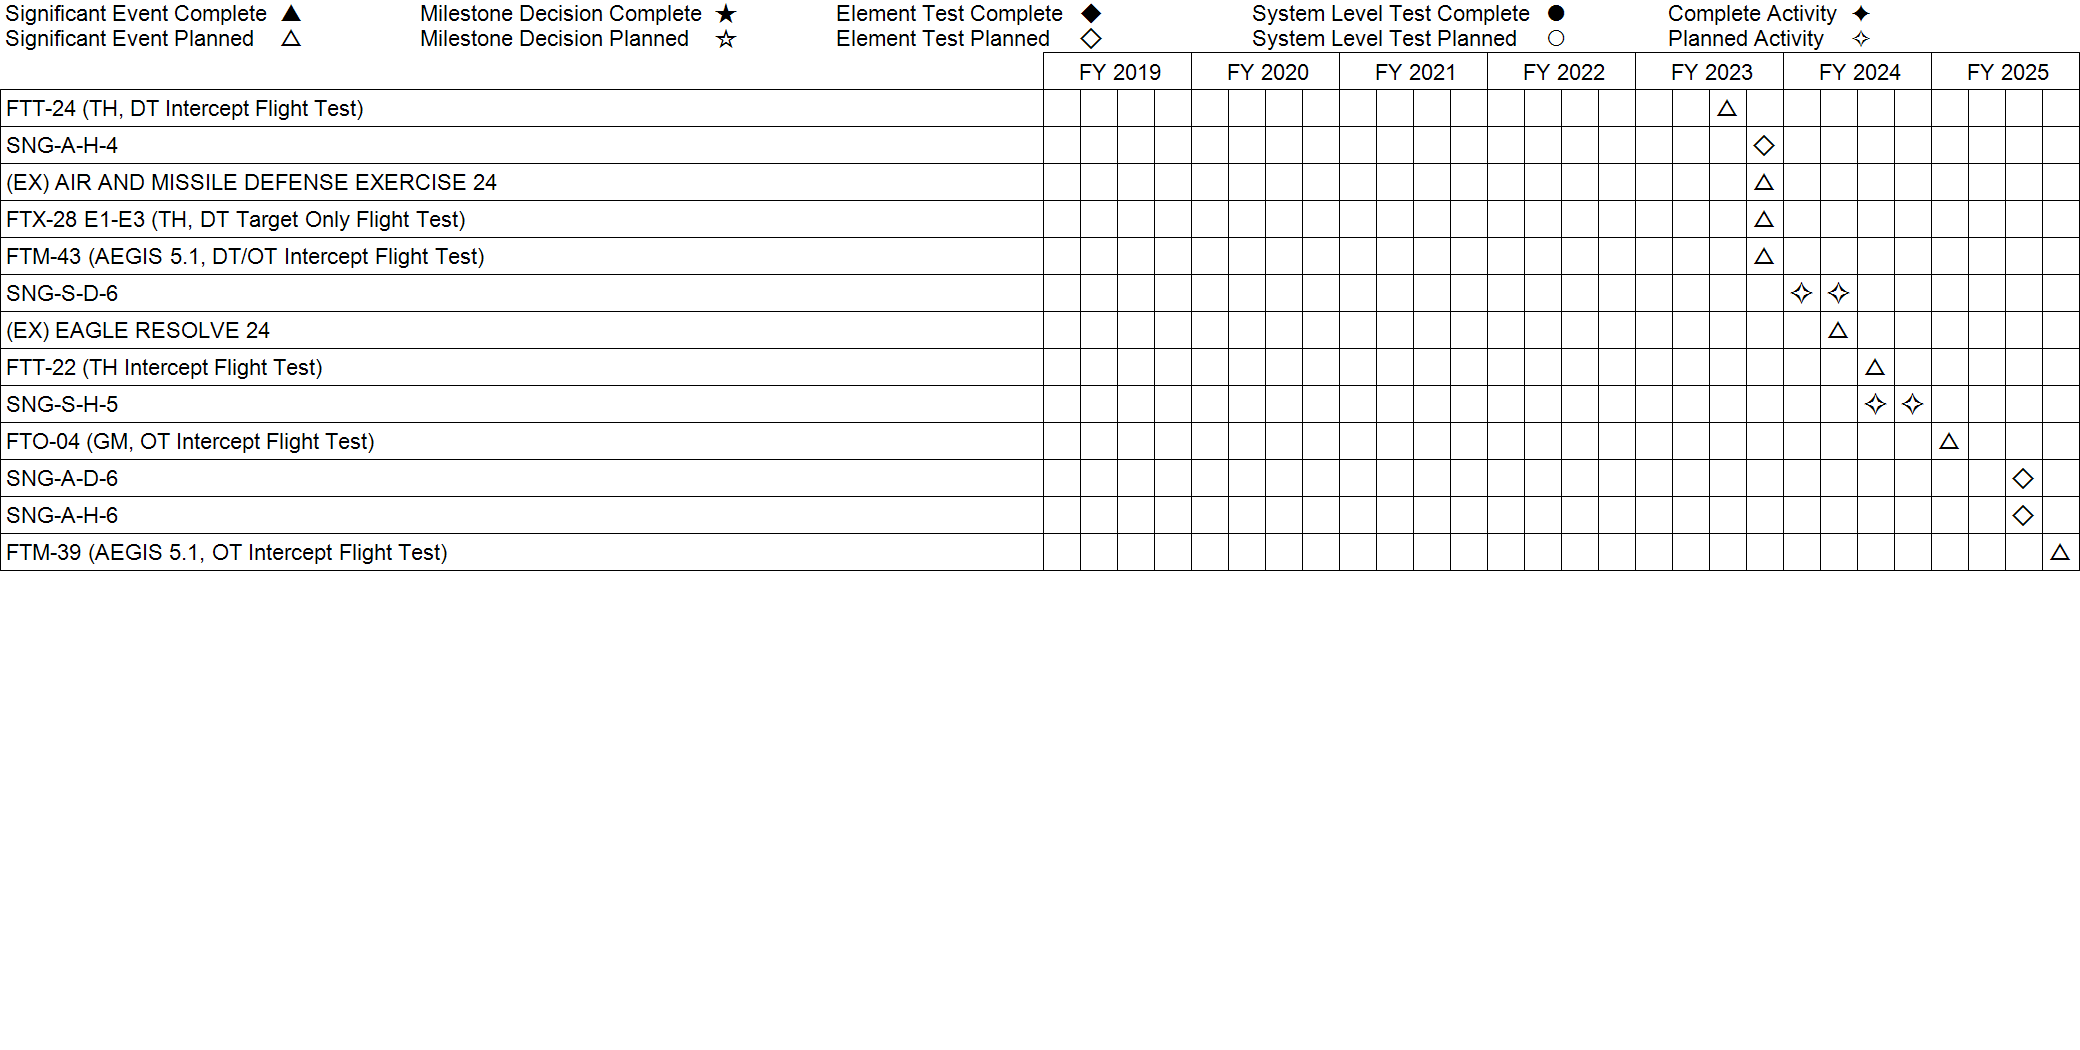 Significant Event Complete ▲ Milestone Decision Complete ★ Element Test Complete ◆ System Level Test Complete ● Complete Activity ✦
Significant Event Planned △ Milestone Decision Planned ☆ Element Test Planned ◇ System Level Test Planned ○ Planned Activity ✧
FY 2019 FY 2020 FY 2021 FY 2022 FY 2023 FY 2024 FY 2025
FTT-24 (TH, DT Intercept Flight Test) △
SNG-A-H-4 ◇
(EX) AIR AND MISSILE DEFENSE EXERCISE 24 △
FTX-28 E1-E3 (TH, DT Target Only Flight Test) △
FTM-43 (AEGIS 5.1, DT/OT Intercept Flight Test) △
SNG-S-D-6 ✧ ✧
(EX) EAGLE RESOLVE 24 △
FTT-22 (TH Intercept Flight Test) △
SNG-S-H-5 ✧ ✧
FTO-04 (GM, OT Intercept Flight Test) △
SNG-A-D-6 ◇
SNG-A-H-6 ◇
FTM-39 (AEGIS 5.1, OT Intercept Flight Test) △